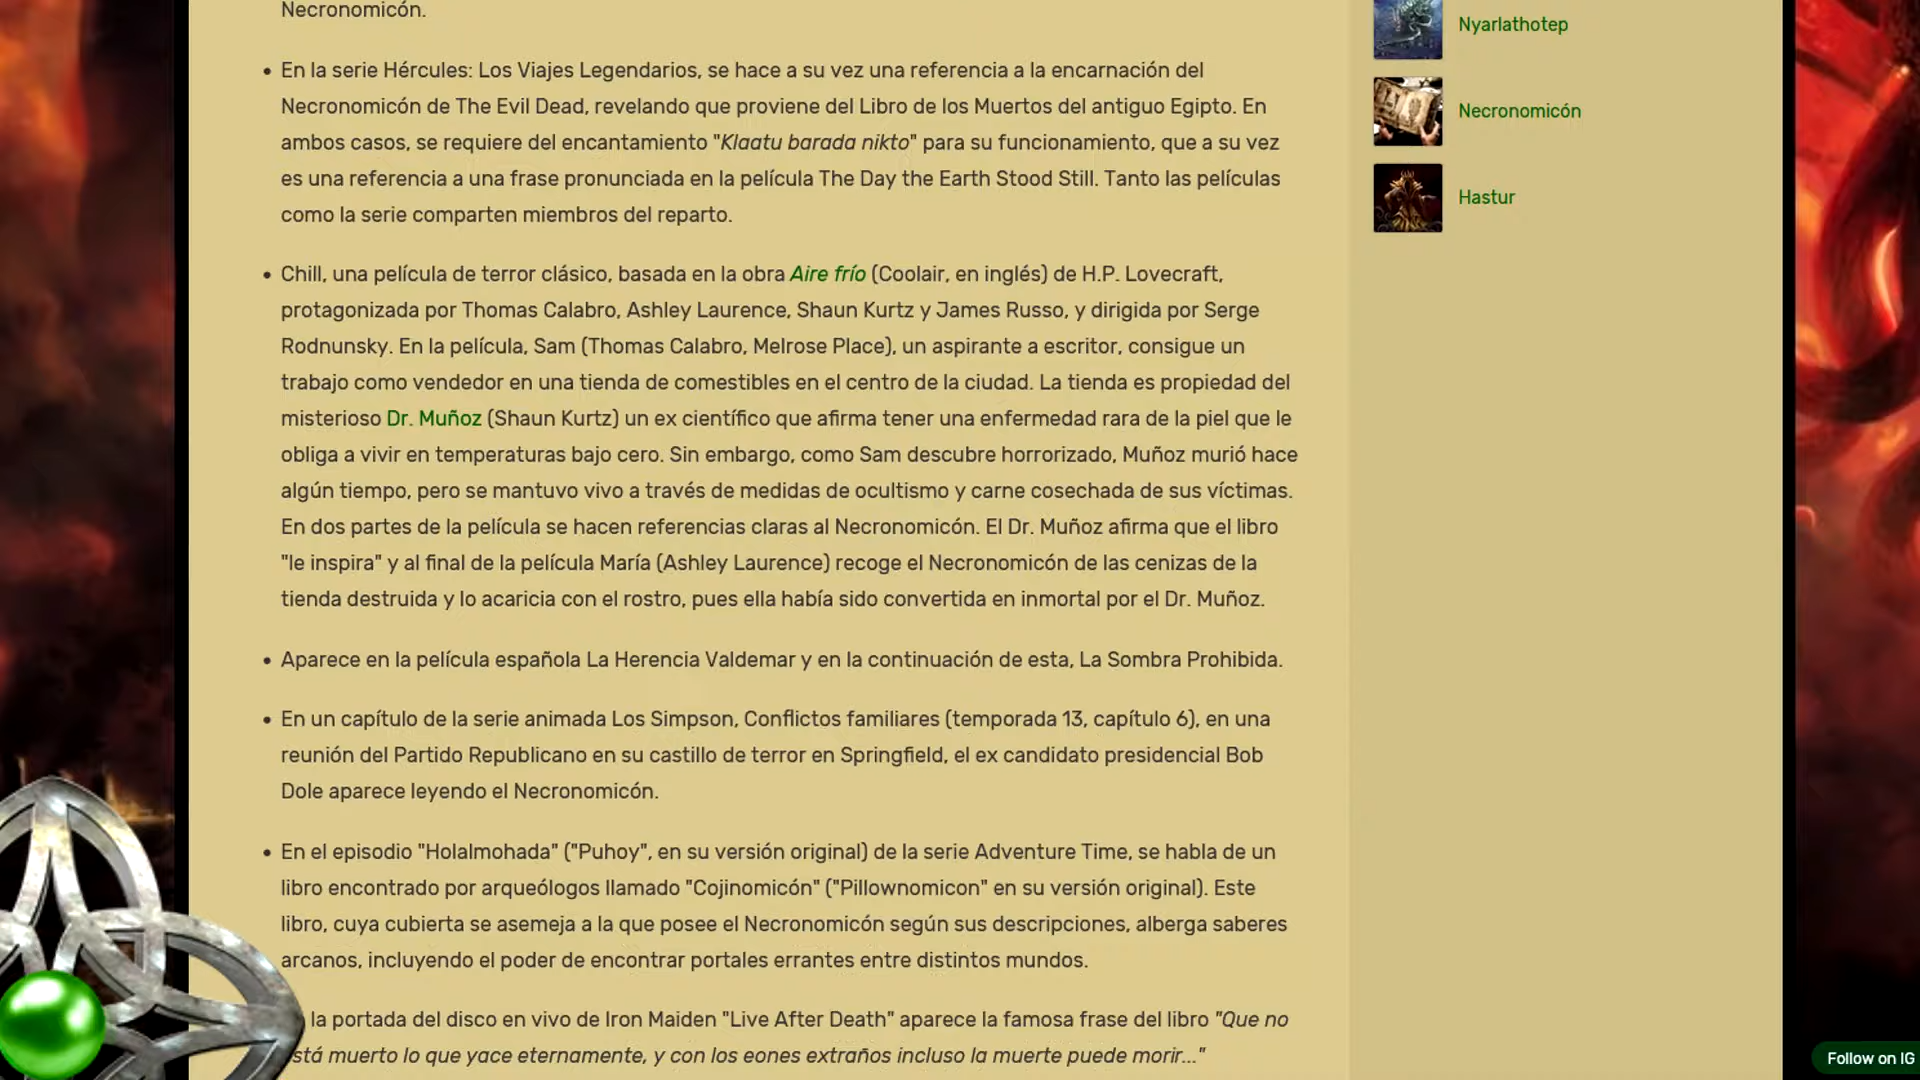 Necronomicón.
En la serie Hércules: Los Viajes Legendarios, se hace a su vez una referencia a la encarnación del
Necronomicón de The Evil Dead, revelando que proviene del Libro de los Muertos del antiguo Egipto. En
ambos casos, se requiere del encantamiento "Klaatu barada nikto" para su funcionamiento, que a su vez
es una referencia a una frase pronunciada en la película The Day the Earth Stood Still. Tanto las películas
como la serie comparten miembros del reparto.
Chill, una película de terror clásico, basada en la obra Aire frío (Coolair, en inglés) de H.P. Lovecraft,
protagonizada por Thomas Calabro, Ashley Laurence, Shaun Kurtz y James Russo, y dirigida por Serge
Rodnunsky. En la película, Sam (Thomas Calabro, Melrose Place), un aspirante a escritor, consigue un
trabajo como vendedor en una tienda de comestibles en el centro de la ciudad. La tienda es propiedad del
misterioso Dr. Muñoz (Shaun Kurtz) un ex científico que afirma tener una enfermedad rara de la piel que le
obliga a vivir en temperaturas bajo cero. Sin embargo, como Sam descubre horrorizado, Muñoz murió hace
algún tiempo, pero se mantuvo vivo a través de medidas de ocultismo y carne cosechada de sus víctimas.
En dos partes de la película se hacen referencias claras al Necronomicón. El Dr. Muñoz afirma que el libro
"le inspira" y al final de la película María (Ashley Laurence) recoge el Necronomicón de las cenizas de la
tienda destruida y lo acaricia con el rostro, pues ella había sido convertida en inmortal por el Dr. Muñoz.
Aparece en la película española La Herencia Valdemar y en la continuación de esta, La Sombra Prohibida.
En un capítulo de la serie animada Los Simpson, Conflictos familiares (temporada 13, capítulo 6), en una
reunión del Partido Republicano en su castillo de terror en Springfield, el ex candidato presidencial Bob
Dole aparece leyendo el Necronomicón.
En el episodio "Holalmohada" ("Puhoy", en su versión original) de la serie Adventure Time, se habla de un
libro encontrado por arqueólogos llamado "Cojinomicón" ("Pillownomicon" en su versión original). Este
libro, cuya cubierta se asemeja a la que posee el Necronomicón según sus descripciones, alberga saberes
arcanos, incluyendo el poder de encontrar portales errantes entre distintos mundos.
la portada del disco en vivo de Iron Maiden "Live After Death" aparece la famosa frase del libro "Que no
stá muerto lo que yace eternamente, y con los eones extraños incluso la muerte puede morir..."
Nyarlathotep
Necronomicón
Hastur
Follow on IG